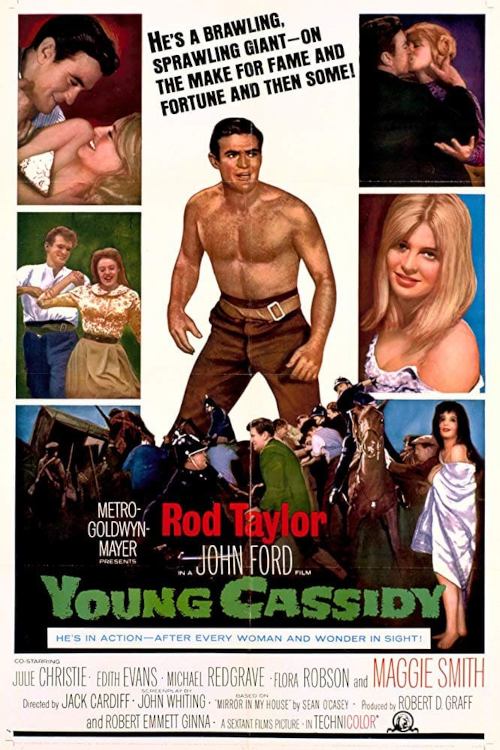 HE'S A BRAWLING,
SPRAWLING GIANT—ON
THE MAKE FOR FAME AND
FORTUNE AND THEN SOME!
METRO-
GOLDWYN-
MAYER
PRESENTS
Rod Taylor
IN A JOHN FORD FILM
YOUNG CASSIDY
HE'S IN ACTION—AFTER EVERY WOMAN AND WONDER IN SIGHT!
CO-STARRING
JULIE CHRISTIE · EDITH EVANS · MICHAEL REDGRAVE · FLORA ROBSON and MAGGIE SMITH
Directed by JACK CARDIFF · SCREENPLAY BY JOHN WHITING · BASED ON "MIRROR IN MY HOUSE" by SEAN O'CASEY · Produced by ROBERT D. GRAFF
and ROBERT EMMETT GINNA · A SEXTANT FILMS PICTURE · IN TECHNICOLOR